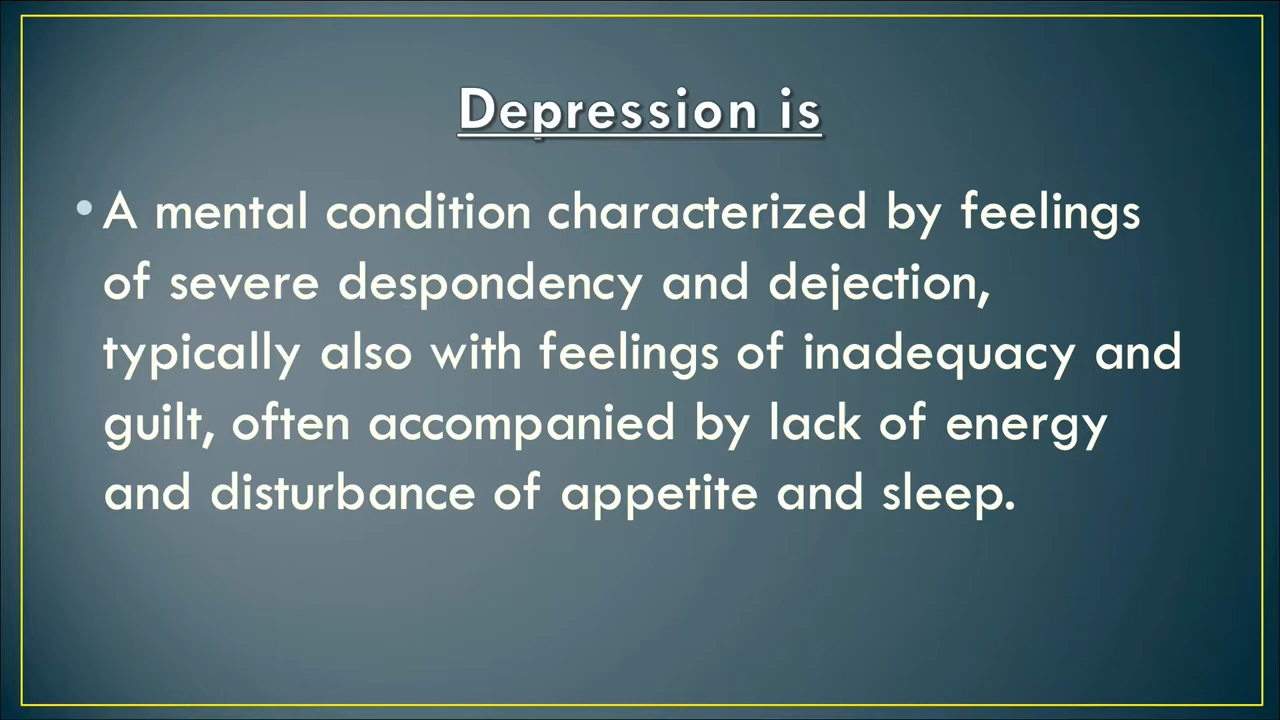 Depression is
• A mental condition characterized by feelings
of severe despondency and dejection,
typically also with feelings of inadequacy and
guilt, often accompanied by lack of energy
and disturbance of appetite and sleep.